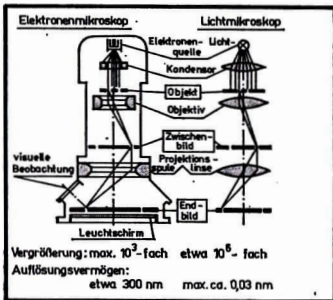 Elektronenmikroskop
Lichtmikroskop
Elektronen- Licht-
quelle
Kondensor
Objekt
Objektiv
Zwischen-
bild
visuelle
Beobachtung
Projektions-
spule linse
End-
bild
Leuchtschirm
Vergrößerung: max. 10³-fach etwa 10⁶-fach
Auflösungsvermögen:
etwa 300 nm max. ca. 0,03 nm